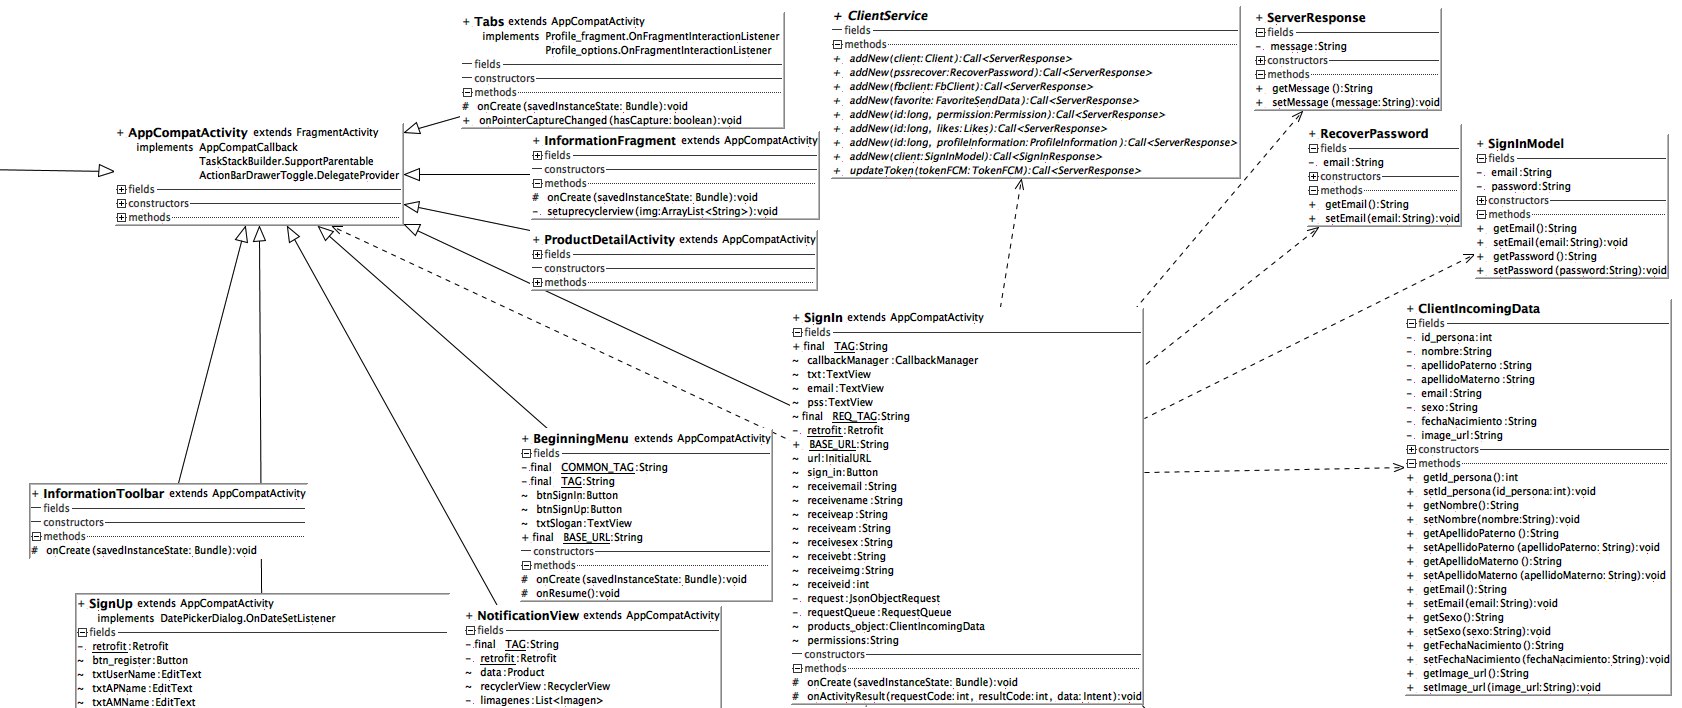 + Tabs extends AppCompatActivity
implements Profile_fragment.OnFragmentInteractionListener
Profile_options.OnFragmentInteractionListener
fields
constructors
methods
# onCreate(savedInstanceState: Bundle):void
+ onPointerCaptureChanged(hasCapture: boolean):void
+ AppCompatActivity extends FragmentActivity
implements AppCompatCallback
TaskStackBuilder.SupportParentable
ActionBarDrawerToggle.DelegateProvider
fields
constructors
methods
+ InformationFragment extends AppCompatActivity
fields
constructors
methods
# onCreate(savedInstanceState: Bundle):void
- setuprecyclerview(img:ArrayList<String>):void
+ ProductDetailActivity extends AppCompatActivity
fields
constructors
methods
+ ClientService
fields
methods
+ addNew(client:Client):Call<ServerResponse>
+ addNew(pssrecover:RecoverPassword):Call<ServerResponse>
+ addNew(fbclient:FbClient):Call<ServerResponse>
+ addNew(favorite:FavoriteSendData):Call<ServerResponse>
+ addNew(id:long, permission:Permission):Call<ServerResponse>
+ addNew(id:long, likes:Likes):Call<ServerResponse>
+ addNew(id:long, profileInformation:ProfileInformation):Call<ServerResponse>
+ addNew(client:SignInModel):Call<SignInResponse>
+ updateToken(tokenFCM:TokenFCM):Call<ServerResponse>
+ ServerResponse
fields
- message:String
constructors
methods
+ getMessage():String
+ setMessage(message:String):void
+ RecoverPassword
fields
- email:String
constructors
methods
+ getEmail():String
+ setEmail(email:String):void
+ SignInModel
fields
- email:String
- password:String
constructors
methods
+ getEmail():String
+ setEmail(email:String):void
+ getPassword():String
+ setPassword(password:String):void
+ SignIn extends AppCompatActivity
fields
+ final TAG:String
~ callbackManager:CallbackManager
~ txt:TextView
~ email:TextView
~ pss:TextView
~ final REQ_TAG:String
- retrofit:Retrofit
+ BASE_URL:String
~ url:InitialURL
~ sign_in:Button
~ receivemail:String
~ receivename:String
~ receiveap:String
~ receiveam:String
~ receivesex:String
~ receivebt:String
~ receiveimg:String
~ receiveid:int
- request:JsonObjectRequest
- requestQueue:RequestQueue
~ products_object:ClientIncomingData
~ permissions:String
constructors
methods
# onCreate(savedInstanceState: Bundle):void
# onActivityResult(requestCode:int, resultCode:int, data:Intent):void
+ ClientIncomingData
fields
- id_persona:int
- nombre:String
- apellidoPaterno:String
- apellidoMaterno:String
- email:String
- sexo:String
- fechaNacimiento:String
- image_url:String
constructors
methods
+ getId_persona():int
+ setId_persona(id_persona:int):void
+ getNombre():String
+ setNombre(nombre:String):void
+ getApellidoPaterno():String
+ setApellidoPaterno(apellidoPaterno:String):void
+ getApellidoMaterno():String
+ setApellidoMaterno(apellidoMaterno:String):void
+ getEmail():String
+ setEmail(email:String):void
+ getSexo():String
+ setSexo(sexo:String):void
+ getFechaNacimiento():String
+ setFechaNacimiento(fechaNacimiento:String):void
+ getImage_url():String
+ setImage_url(image_url:String):void
+ BeginningMenu extends AppCompatActivity
fields
- final COMMON_TAG:String
- final TAG:String
~ btnSignIn:Button
~ btnSignUp:Button
~ txtSlogan:TextView
+ final BASE_URL:String
constructors
methods
# onCreate(savedInstanceState: Bundle):void
# onResume():void
+ InformationToolbar extends AppCompatActivity
fields
constructors
methods
# onCreate(savedInstanceState: Bundle):void
+ SignUp extends AppCompatActivity
implements DatePickerDialog.OnDateSetListener
fields
- retrofit:Retrofit
~ btn_register:Button
~ txtUserName:EditText
~ txtAPName:EditText
~ txtAMName:EditText
+ NotificationView extends AppCompatActivity
fields
- final TAG:String
- retrofit:Retrofit
~ data:Product
~ recyclerView:RecyclerView
- limagenes:List<Imagen>